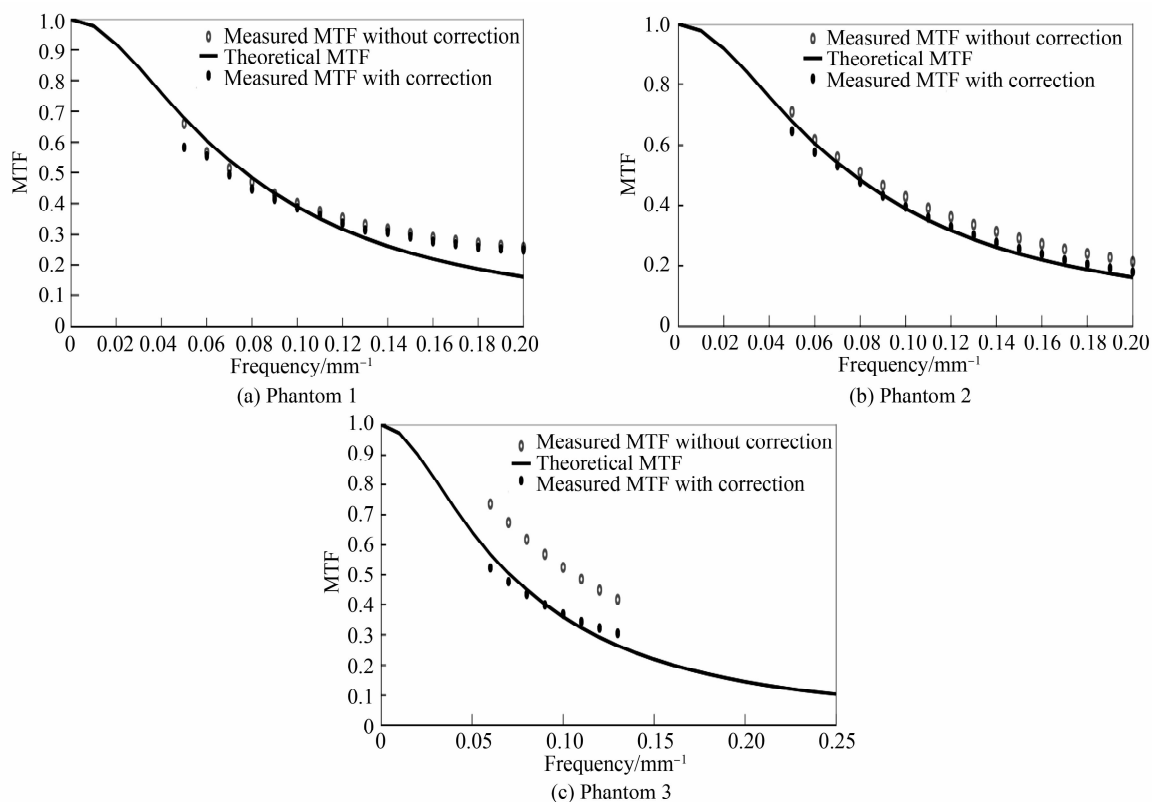 1.0
0.9
0.8
0.7
0.6
0.5
0.4
0.3
0.2
0.1
0
MTF
Measured MTF without correction
Theoretical MTF
Measured MTF with correction
0 0.02 0.04 0.06 0.08 0.10 0.12 0.14 0.16 0.18 0.20
Frequency/mm⁻¹
(a) Phantom 1
1.0
0.8
0.6
0.4
0.2
0
MTF
Measured MTF without correction
Theoretical MTF
Measured MTF with correction
0 0.02 0.04 0.06 0.08 0.10 0.12 0.14 0.16 0.18 0.20
Frequency/mm⁻¹
(b) Phantom 2
1.0
0.9
0.8
0.7
0.6
0.5
0.4
0.3
0.2
0.1
0
MTF
Measured MTF without correction
Theoretical MTF
Measured MTF with correction
0 0.05 0.10 0.15 0.20 0.25
Frequency/mm⁻¹
(c) Phantom 3